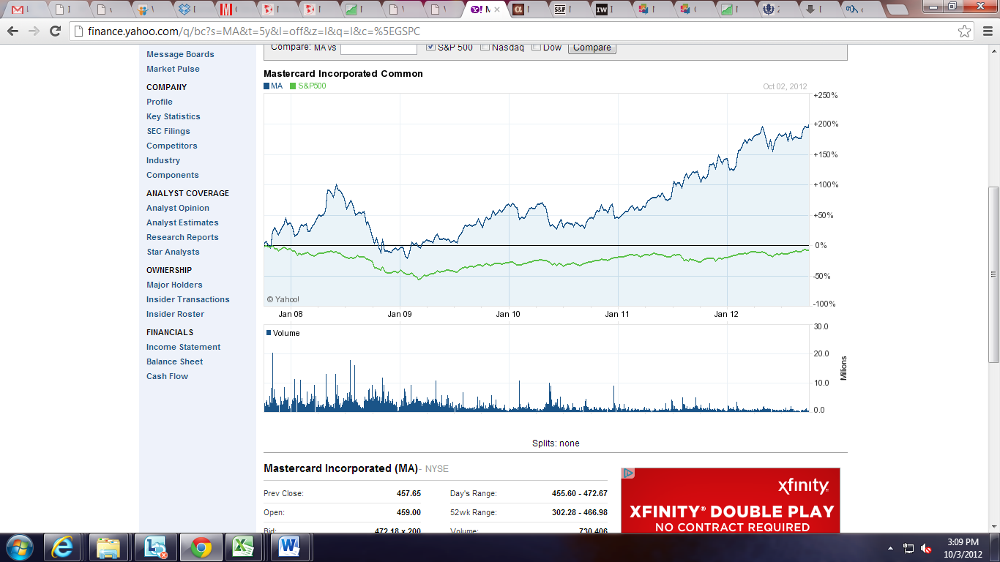 finance.yahoo.com/q/bc?s=MA&t=5y&l=off&z=l&q=l&c=%5EGSPC
Message Boards
Market Pulse
COMPANY
Profile
Key Statistics
SEC Filings
Competitors
Industry
Components
ANALYST COVERAGE
Analyst Opinion
Analyst Estimates
Research Reports
Star Analysts
OWNERSHIP
Major Holders
Insider Transactions
Insider Roster
FINANCIALS
Income Statement
Balance Sheet
Cash Flow
Compare: MA vs S&P 500 Nasdaq Dow Compare
Mastercard Incorporated Common
MA S&P500 Oct 02, 2012
+250%
+200%
+150%
+100%
+50%
0%
-50%
-100%
© Yahoo!
Jan 08 Jan 09 Jan 10 Jan 11 Jan 12
Volume
30.0
20.0
10.0
0.0
Millions
Splits: none
Mastercard Incorporated (MA) - NYSE
Prev Close: 457.65 Day's Range: 455.60 - 472.67
Open: 459.00 52wk Range: 302.28 - 466.98
Bid: 472.18 x 200 Volume: 730,406
xfinity
XFINITY® DOUBLE PLAY
NO CONTRACT REQUIRED
3:09 PM
10/3/2012